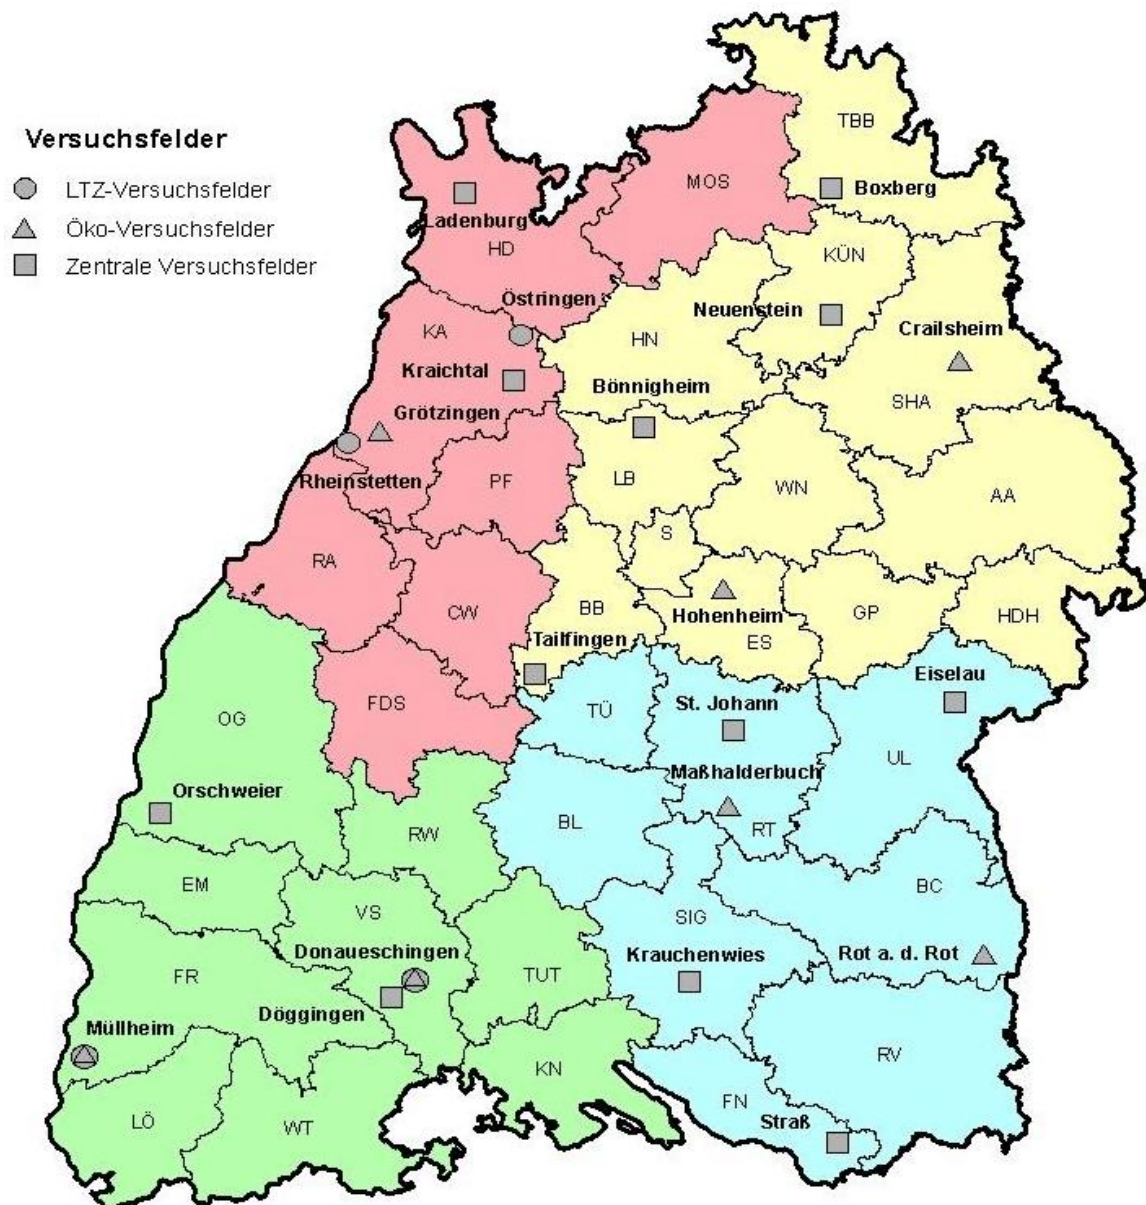 Versuchsfelder
LTZ-Versuchsfelder
Öko-Versuchsfelder
Zentrale Versuchsfelder
TBB
MOS
Boxberg
Ladenburg
HD
KÜN
Östringen
Neuenstein
KA
HN
Crailsheim
Kraichtal
Bönnigheim
Grötzingen
SHA
Rheinstetten
PF
LB
WN
AA
S
RA
CW
BB
Hohenheim
GP
HDH
Tailfingen
ES
Eiselau
FDS
TÜ
St. Johann
OG
UL
Maßhalderbuch
Orschweier
RW
BL
RT
EM
BC
VS
SIG
Donaueschingen
Krauchenwies
Rot a. d. Rot
FR
TUT
Döggingen
Müllheim
KN
RV
FN
LÖ
WT
Straß